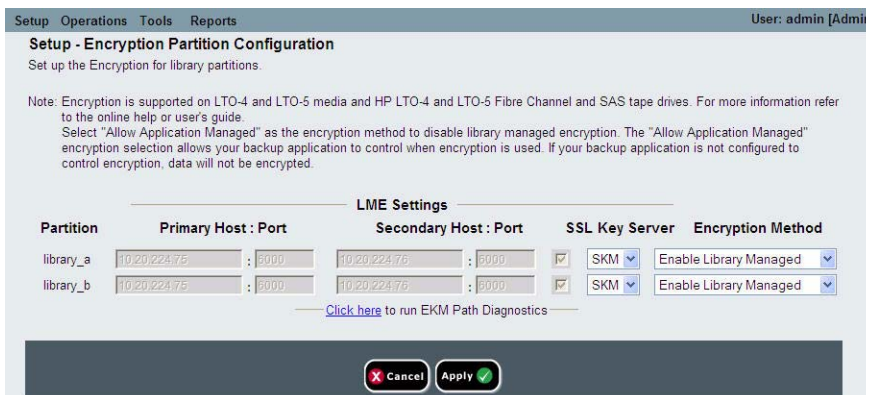 Setup Operations Tools Reports User: admin [Admi
Setup - Encryption Partition Configuration
Set up the Encryption for library partitions.
Note: Encryption is supported on LTO-4 and LTO-5 media and HP LTO-4 and LTO-5 Fibre Channel and SAS tape drives. For more information refer
to the online help or user's guide.
Select "Allow Application Managed" as the encryption method to disable library managed encryption. The "Allow Application Managed"
encryption selection allows your backup application to control when encryption is used. If your backup application is not configured to
control encryption, data will not be encrypted.
LME Settings
Partition Primary Host : Port Secondary Host : Port SSL Key Server Encryption Method
library_a 10.20.224.75 : 6000 10.20.224.76 : 6000 SKM Enable Library Managed
library_b 10.20.224.75 : 6000 10.20.224.76 : 6000 SKM Enable Library Managed
Click here to run EKM Path Diagnostics
Cancel Apply